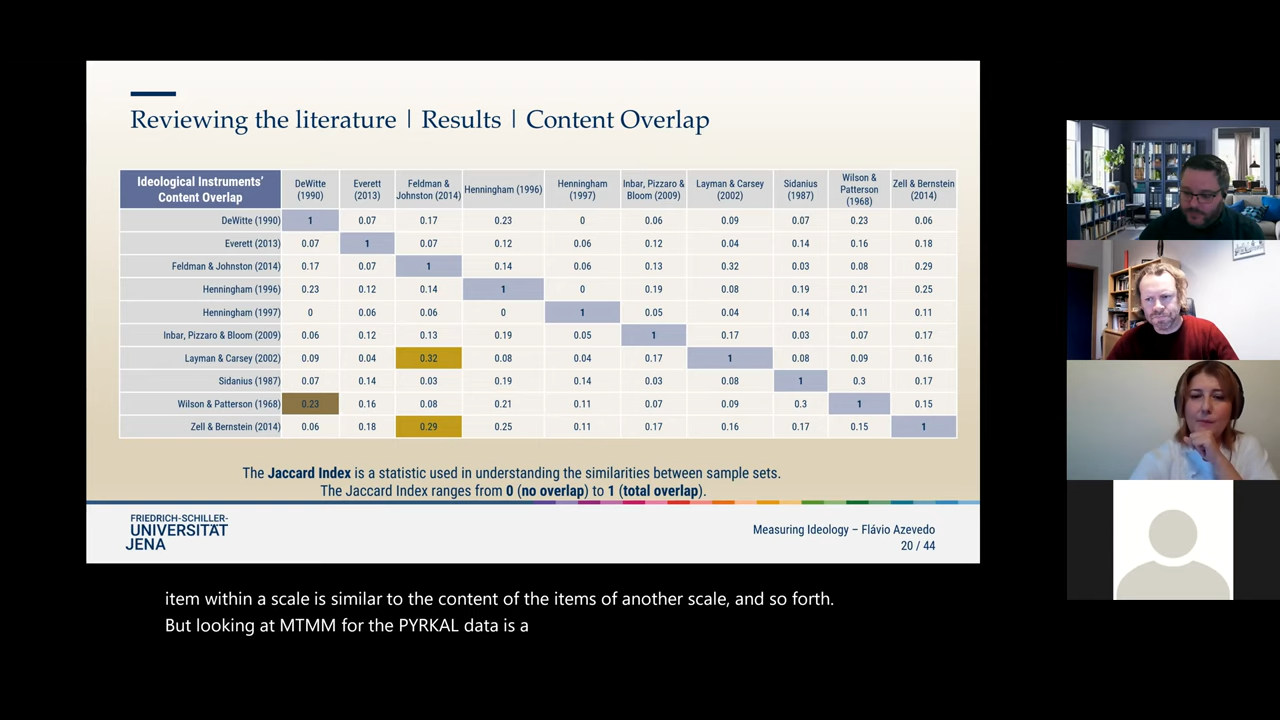 Reviewing the literature | Results | Content Overlap
Ideological Instruments' Content Overlap DeWitte (1990) Everett (2013) Feldman & Johnston (2014) Henningham (1996) Henningham (1997) Inbar, Pizzaro & Bloom (2009) Layman & Carsey (2002) Sidanius (1987) Wilson & Patterson (1968) Zell & Bernstein (2014)
DeWitte (1990) 1 0.07 0.17 0.23 0 0.06 0.09 0.07 0.23 0.06
Everett (2013) 0.07 1 0.07 0.12 0.06 0.12 0.04 0.14 0.16 0.18
Feldman & Johnston (2014) 0.17 0.07 1 0.14 0.06 0.13 0.32 0.03 0.08 0.29
Henningham (1996) 0.23 0.12 0.14 1 0 0.19 0.08 0.19 0.21 0.25
Henningham (1997) 0 0.06 0.06 0 1 0.05 0.04 0.14 0.11 0.11
Inbar, Pizzaro & Bloom (2009) 0.06 0.12 0.13 0.19 0.05 1 0.17 0.03 0.07 0.17
Layman & Carsey (2002) 0.09 0.04 0.32 0.08 0.04 0.17 1 0.08 0.09 0.16
Sidanius (1987) 0.07 0.14 0.03 0.19 0.14 0.03 0.08 1 0.3 0.17
Wilson & Patterson (1968) 0.23 0.16 0.08 0.21 0.11 0.07 0.09 0.3 1 0.15
Zell & Bernstein (2014) 0.06 0.18 0.29 0.25 0.11 0.17 0.16 0.17 0.15 1
The Jaccard Index is a statistic used in understanding the similarities between sample sets.
The Jaccard Index ranges from 0 (no overlap) to 1 (total overlap).
FRIEDRICH-SCHILLER-
UNIVERSITÄT
JENA
Measuring Ideology – Flávio Azevedo
20 / 44
item within a scale is similar to the content of the items of another scale, and so forth.
But looking at MTMM for the PYRKAL data is a